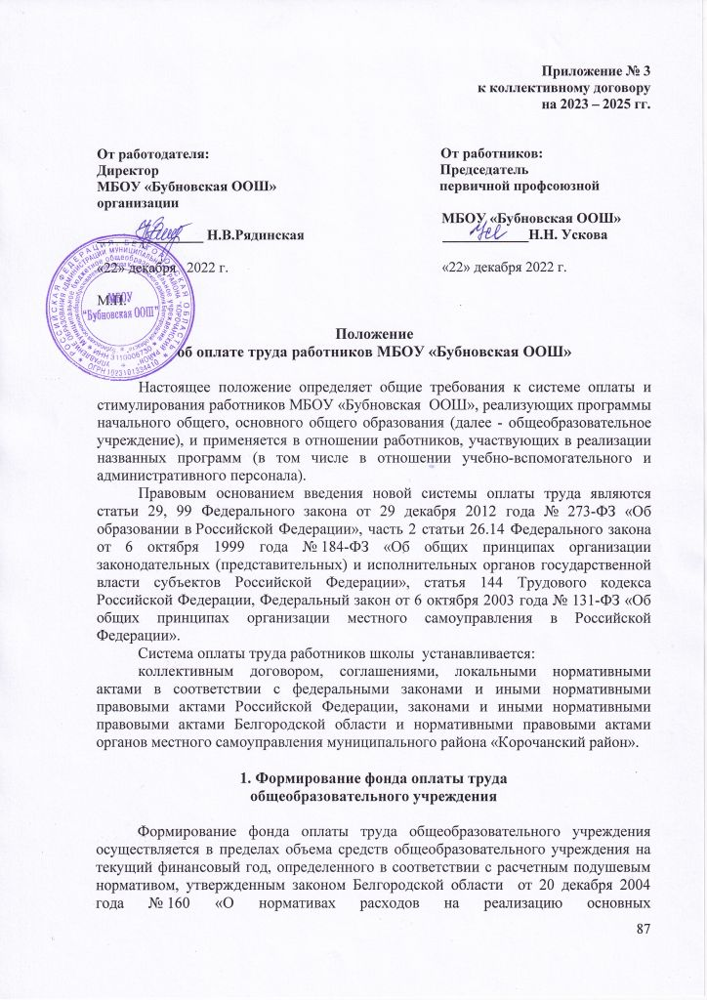 Приложение № 3
к коллективному договору
на 2023 – 2025 гг.
От работодателя:
Директор
МБОУ «Бубновская ООШ»
организации
Н.В.Рядинская
«22» декабря 2022 г.
М.П.
От работников:
Председатель
первичной профсоюзной
МБОУ «Бубновская ООШ»
Н.Н. Ускова
«22» декабря 2022 г.
МБОУ
"Бубновская ООШ"
Положение
об оплате труда работников МБОУ «Бубновская ООШ»
Настоящее положение определяет общие требования к системе оплаты и
стимулирования работников МБОУ «Бубновская ООШ», реализующих программы
начального общего, основного общего образования (далее - общеобразовательное
учреждение), и применяется в отношении работников, участвующих в реализации
названных программ (в том числе в отношении учебно-вспомогательного и
административного персонала).
Правовым основанием введения новой системы оплаты труда являются
статьи 29, 99 Федерального закона от 29 декабря 2012 года № 273-ФЗ «Об
образовании в Российской Федерации», часть 2 статьи 26.14 Федерального закона
от 6 октября 1999 года № 184-ФЗ «Об общих принципах организации
законодательных (представительных) и исполнительных органов государственной
власти субъектов Российской Федерации», статья 144 Трудового кодекса
Российской Федерации, Федеральный закон от 6 октября 2003 года № 131-ФЗ «Об
общих принципах организации местного самоуправления в Российской
Федерации».
Система оплаты труда работников школы устанавливается:
коллективным договором, соглашениями, локальными нормативными
актами в соответствии с федеральными законами и иными нормативными
правовыми актами Российской Федерации, законами и иными нормативными
правовыми актами Белгородской области и нормативными правовыми актами
органов местного самоуправления муниципального района «Корочанский район».
1. Формирование фонда оплаты труда
общеобразовательного учреждения
Формирование фонда оплаты труда общеобразовательного учреждения
осуществляется в пределах объема средств общеобразовательного учреждения на
текущий финансовый год, определенного в соответствии с расчетным подушевым
нормативом, утвержденным законом Белгородской области от 20 декабря 2004
года № 160 «О нормативах расходов на реализацию основных
87